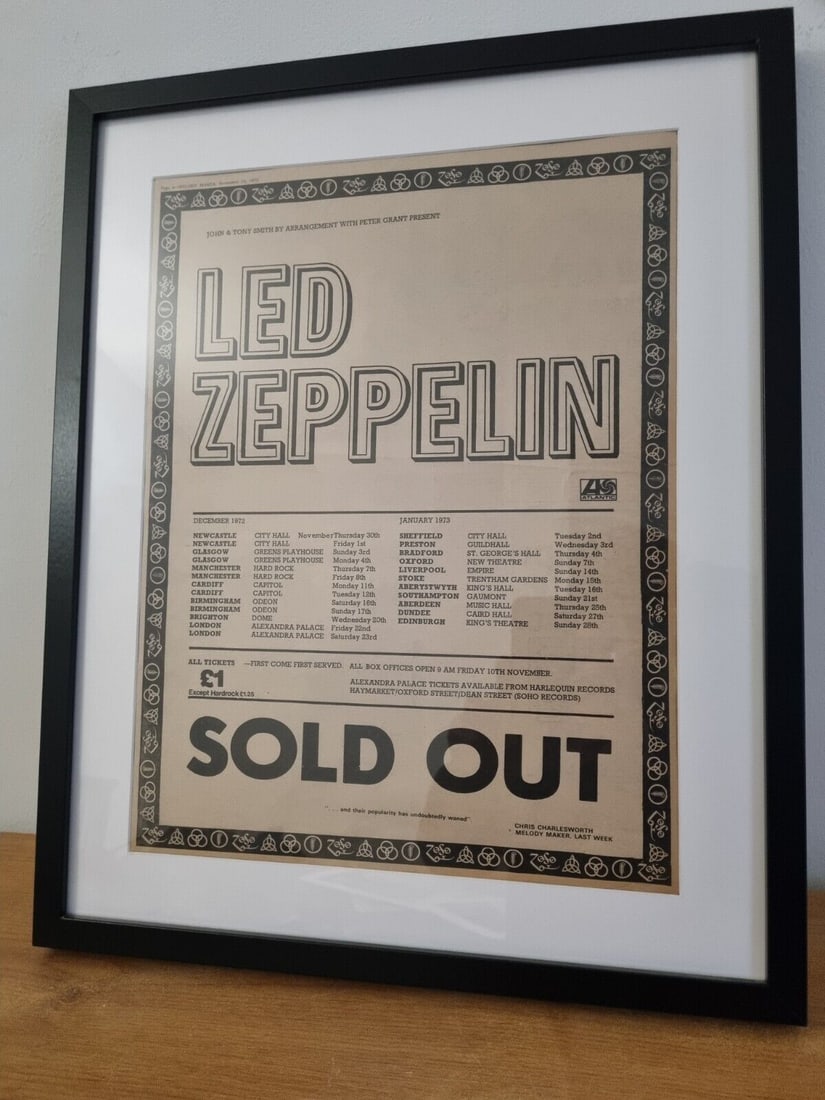 JOHN & TONY SMITH BY ARRANGEMENT WITH PETER GRANT PRESENT
LED
ZEPPELIN
ATLANTIC
DECEMBER 1972
NEWCASTLE CITY HALL November Thursday 30th
NEWCASTLE CITY HALL Friday 1st
GLASGOW GREENS PLAYHOUSE Sunday 3rd
GLASGOW GREENS PLAYHOUSE Monday 4th
MANCHESTER HARD ROCK Thursday 7th
MANCHESTER HARD ROCK Friday 8th
CARDIFF CAPITOL Monday 11th
CARDIFF CAPITOL Tuesday 12th
BIRMINGHAM ODEON Saturday 16th
BIRMINGHAM ODEON Sunday 17th
BRIGHTON DOME Wednesday 20th
LONDON ALEXANDRA PALACE Friday 22nd
LONDON ALEXANDRA PALACE Saturday 23rd
JANUARY 1973
SHEFFIELD CITY HALL Tuesday 2nd
PRESTON GUILDHALL Wednesday 3rd
BRADFORD ST. GEORGE'S HALL Thursday 4th
OXFORD NEW THEATRE Sunday 7th
LIVERPOOL EMPIRE Sunday 14th
STOKE TRENTHAM GARDENS Monday 15th
ABERYSTWYTH KING'S HALL Tuesday 16th
SOUTHAMPTON GAUMONT Sunday 21st
ABERDEEN MUSIC HALL Thursday 25th
DUNDEE CAIRD HALL Saturday 27th
EDINBURGH KING'S THEATRE Sunday 28th
ALL TICKETS —FIRST COME FIRST SERVED. ALL BOX OFFICES OPEN 9 AM FRIDAY 10TH NOVEMBER.
£1
Except Hardrock £1.25
ALEXANDRA PALACE TICKETS AVAILABLE FROM HARLEQUIN RECORDS
HAYMARKET/OXFORD STREET/DEAN STREET (SOHO RECORDS)
SOLD OUT
"... and their popularity has undoubtedly waned".
CHRIS CHARLESWORTH
MELODY MAKER. LAST WEEK